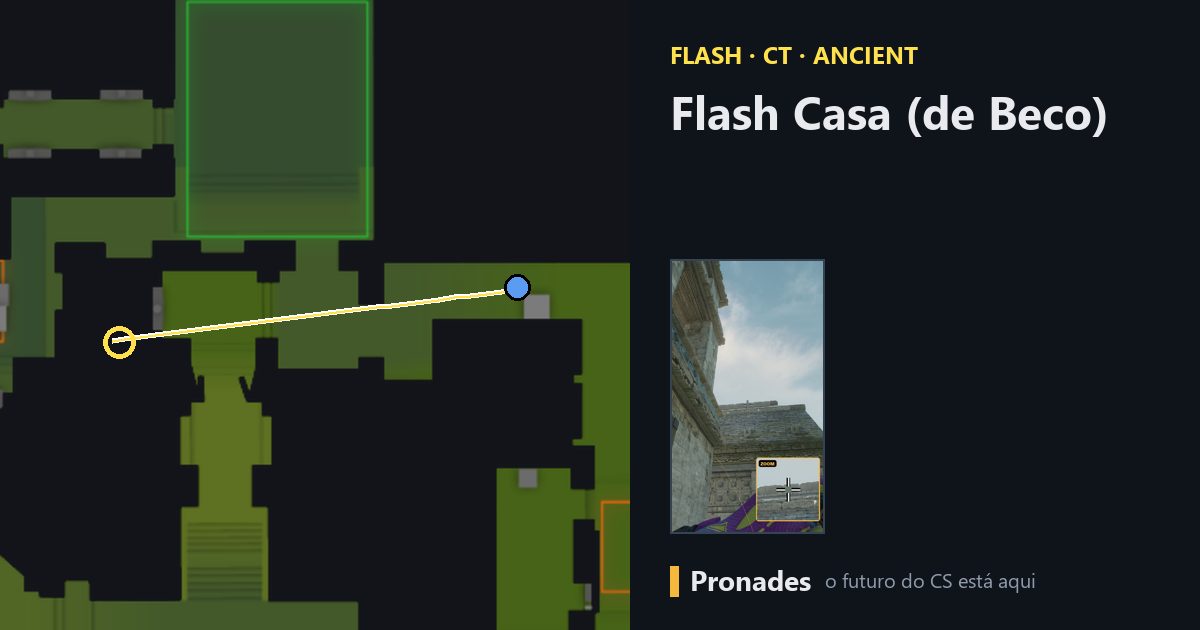 FLASH · CT · ANCIENT
Flash Casa (de Beco)
ZOOM
Pronades o futuro do CS está aqui